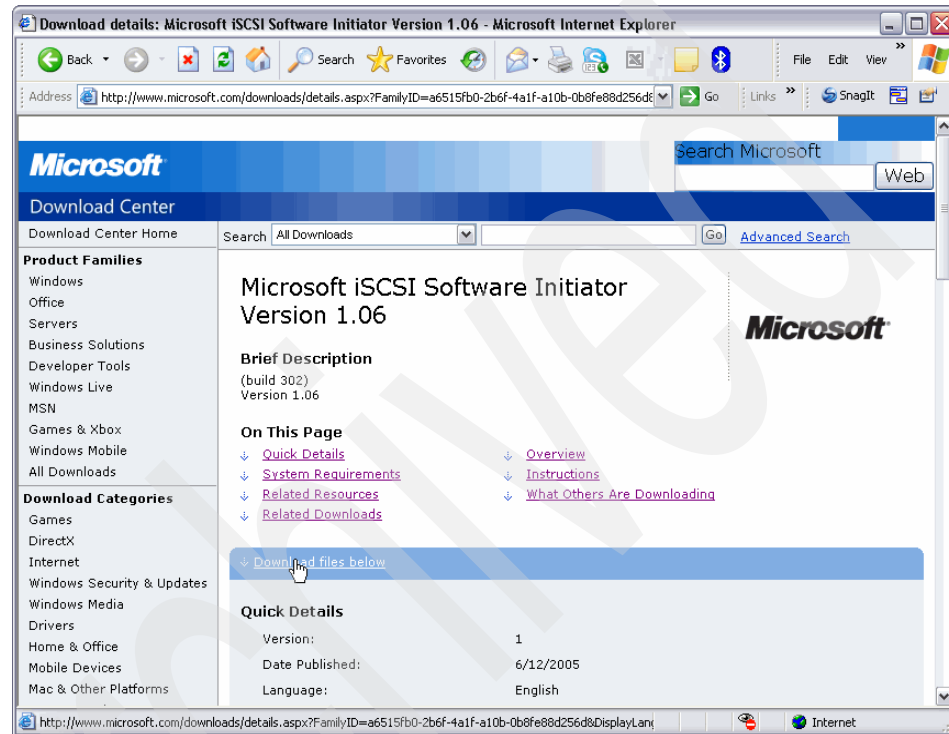 Download details: Microsoft iSCSI Software Initiator Version 1.06 - Microsoft Internet Explorer
Back Search Favorites File Edit View »
Address http://www.microsoft.com/downloads/details.aspx?FamilyID=a6515fb0-2b6f-4a1f-a10b-0b8fe88d256d& Go Links » SnagIt
Microsoft
Search Microsoft
Web
Download Center
Download Center Home
Search All Downloads Go Advanced Search
Product Families
Windows
Office
Servers
Business Solutions
Developer Tools
Windows Live
MSN
Games & Xbox
Windows Mobile
All Downloads
Download Categories
Games
DirectX
Internet
Windows Security & Updates
Windows Media
Drivers
Home & Office
Mobile Devices
Mac & Other Platforms
Microsoft iSCSI Software Initiator
Version 1.06
Microsoft
Brief Description
(build 302)
Version 1.06
On This Page
Quick Details Overview
System Requirements Instructions
Related Resources What Others Are Downloading
Related Downloads
Download files below
Quick Details
Version: 1
Date Published: 6/12/2005
Language: English
http://www.microsoft.com/downloads/details.aspx?FamilyID=a6515fb0-2b6f-4a1f-a10b-0b8fe88d256d&DisplayLang Internet